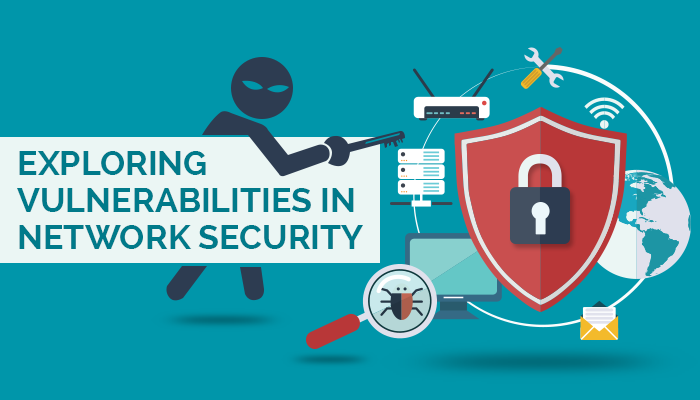 EXPLORING
VULNERABILITIES IN
NETWORK SECURITY